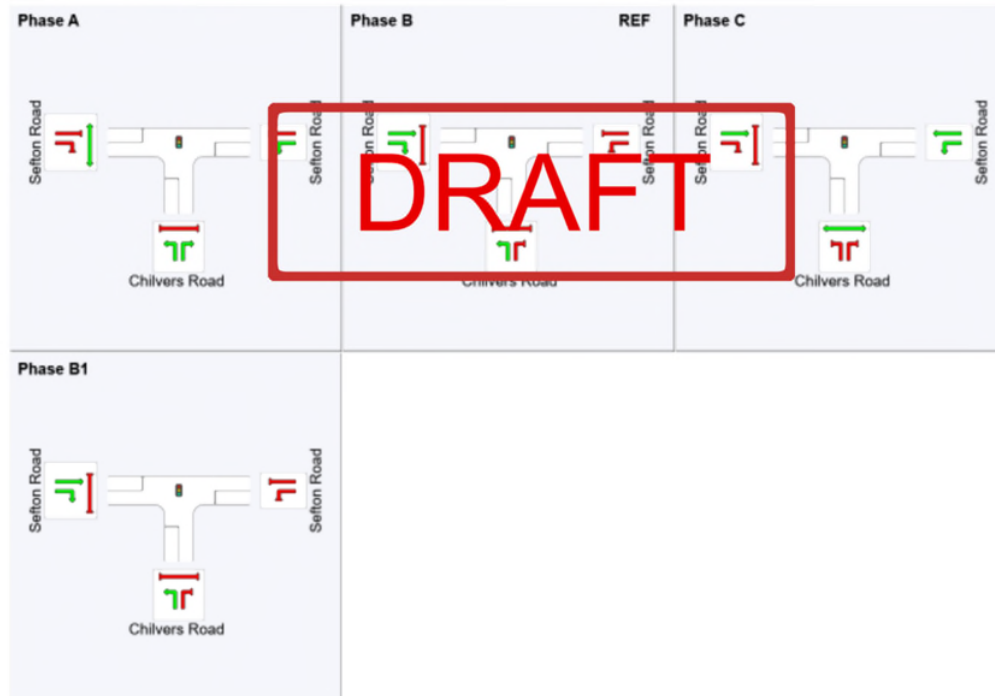 Phase A
Phase B
REF
Phase C
Sefton Road
Sefton Road
Sefton Road
Sefton Road
Sefton Road
Sefton Road
DRAFT
Chilvers Road
Chilvers Road
Chilvers Road
Phase B1
Sefton Road
Sefton Road
Chilvers Road